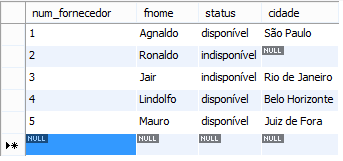 num_fornecedor fnome status cidade
1 Agnaldo disponível São Paulo
2 Ronaldo indisponível NULL
3 Jair indisponível Rio de Janeiro
4 Lindolfo disponível Belo Horizonte
5 Mauro disponível Juiz de Fora
NULL NULL NULL NULL